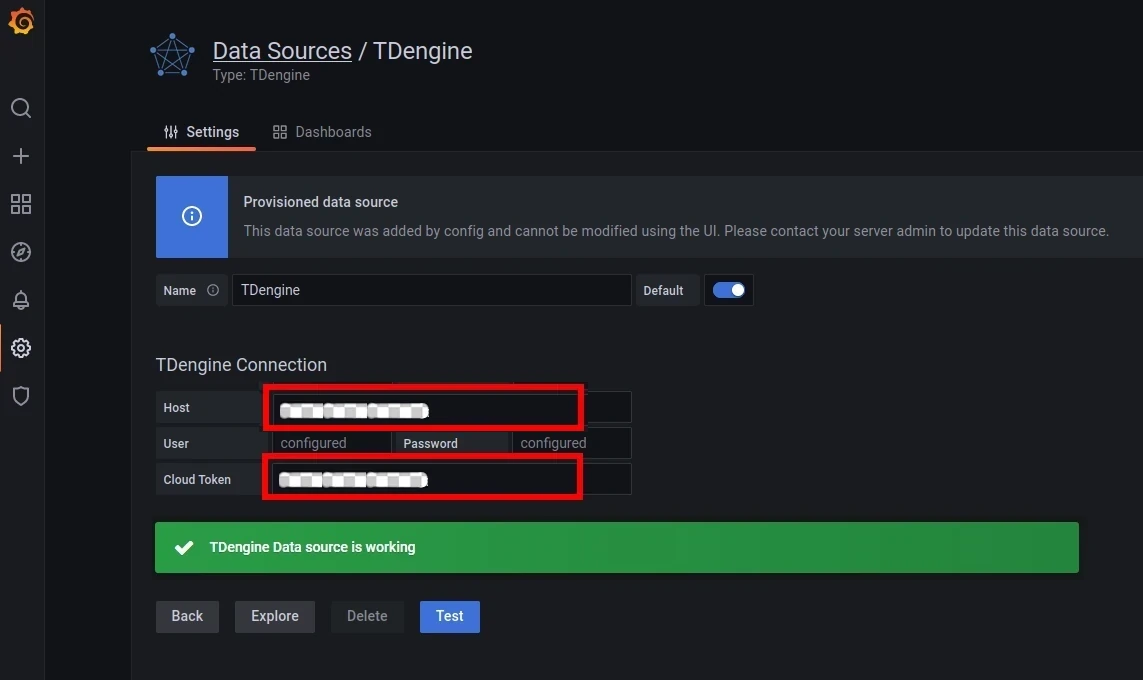 Data Sources / TDengine
Type: TDengine
Settings Dashboards
Provisioned data source
This data source was added by config and cannot be modified using the UI. Please contact your server admin to update this data source.
Name TDengine Default
TDengine Connection
Host
User configured Password configured
Cloud Token
TDengine Data source is working
Back Explore Delete Test